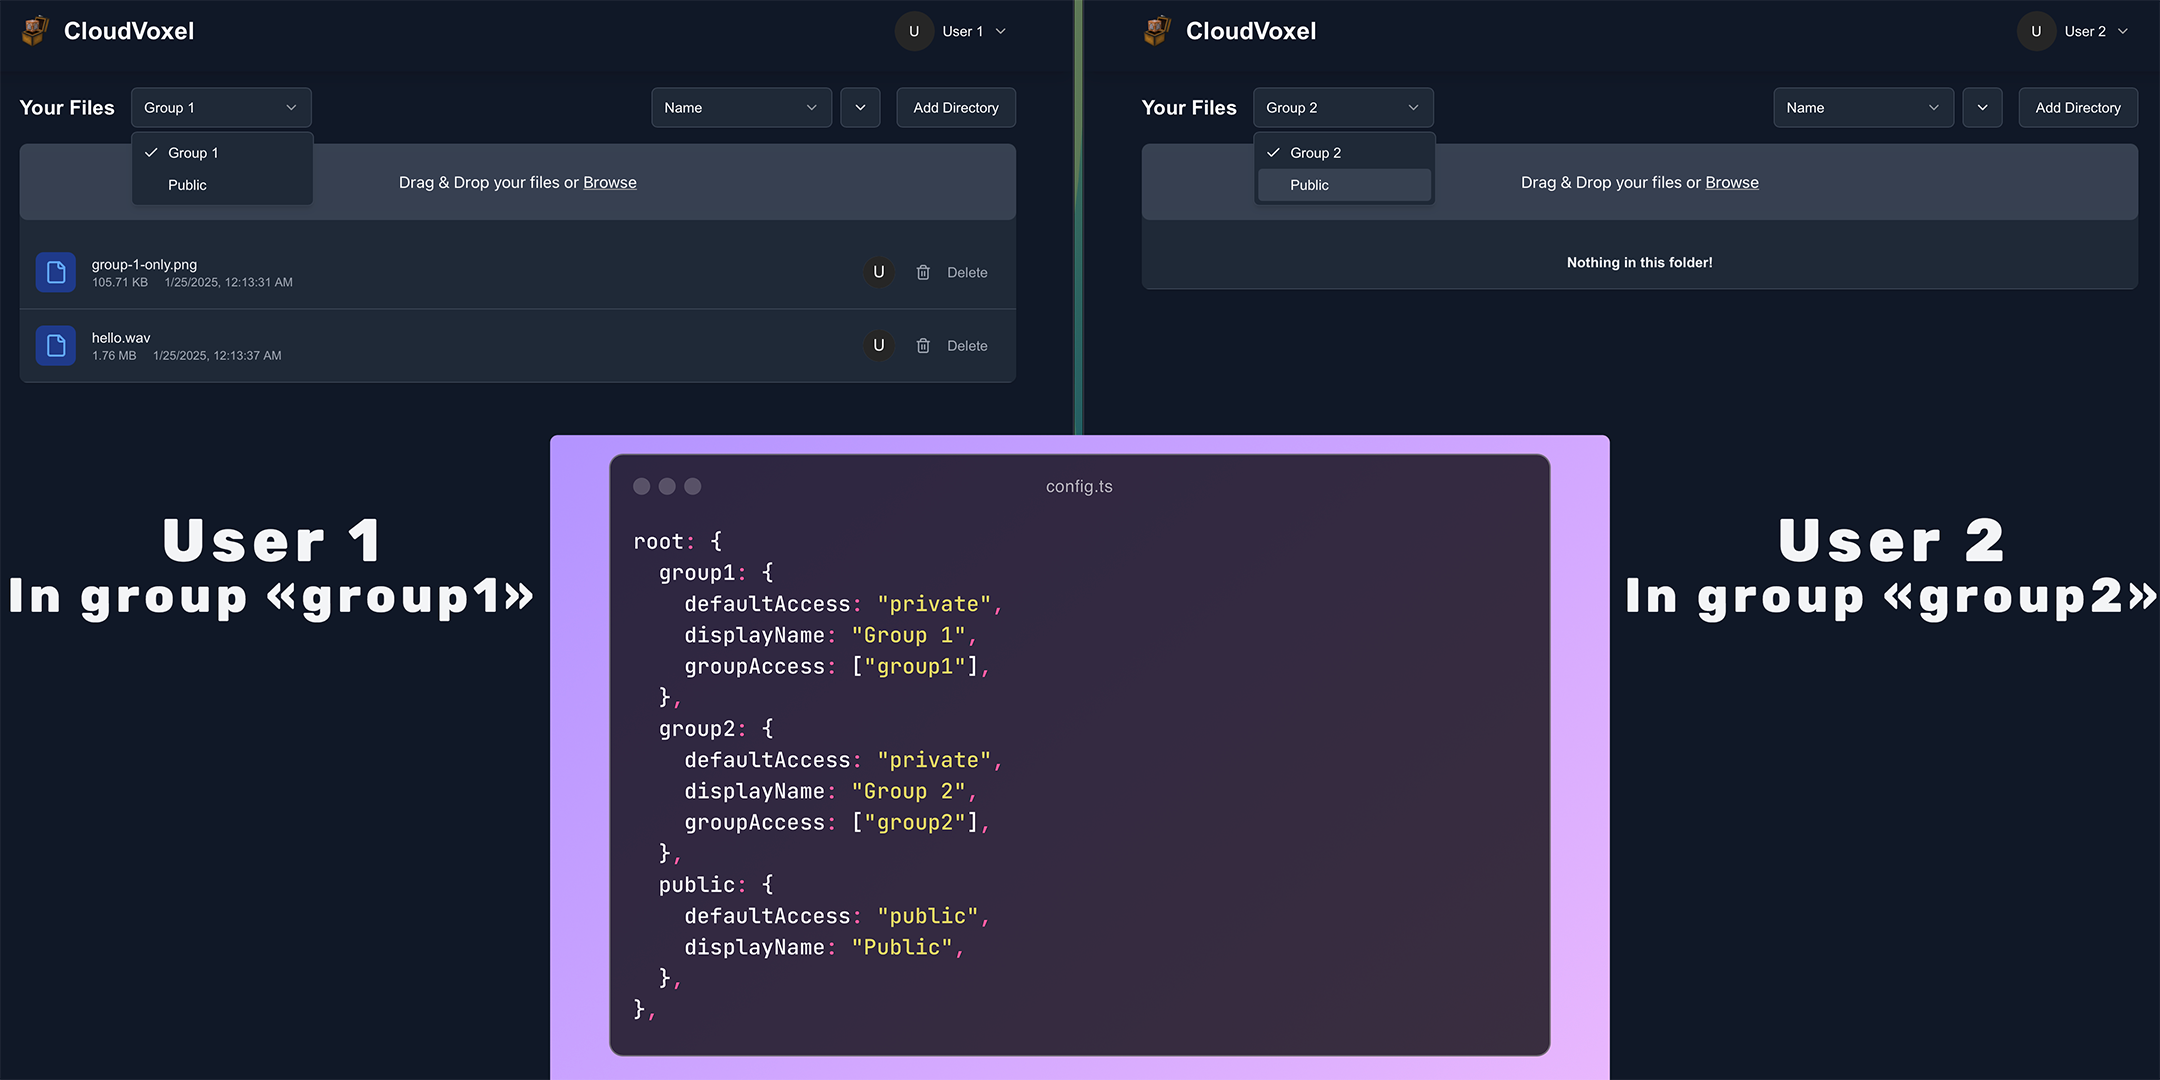 CloudVoxel
U
User 1
Your Files
Group 1
Name
Add Directory
Group 1
Public
Drag & Drop your files or Browse
group-1-only.png
105.71 KB 1/25/2025, 12:13:31 AM
U
Delete
hello.wav
1.76 MB 1/25/2025, 12:13:37 AM
U
Delete
CloudVoxel
U
User 2
Your Files
Group 2
Name
Add Directory
Group 2
Public
Drag & Drop your files or Browse
Nothing in this folder!
User 1
In group «group1»
User 2
In group «group2»
config.ts
root: {
  group1: {
    defaultAccess: "private",
    displayName: "Group 1",
    groupAccess: ["group1"],
  },
  group2: {
    defaultAccess: "private",
    displayName: "Group 2",
    groupAccess: ["group2"],
  },
  public: {
    defaultAccess: "public",
    displayName: "Public",
  },
},